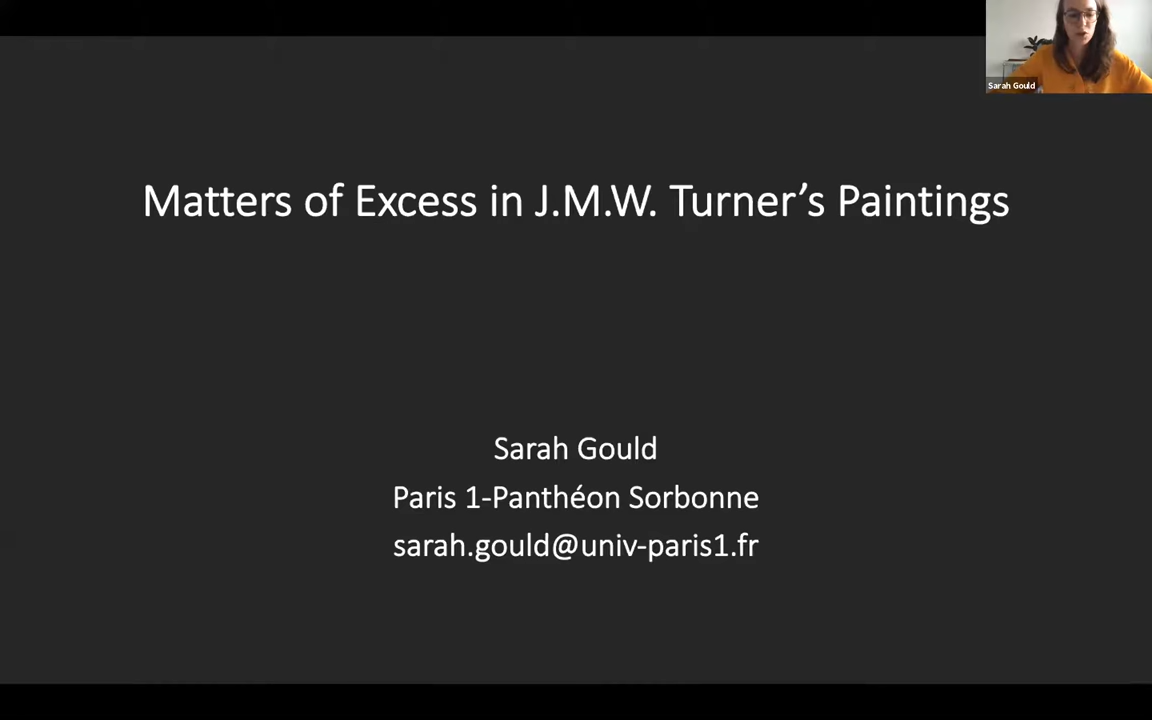 Sarah Gould
Matters of Excess in J.M.W. Turner’s Paintings
Sarah Gould
Paris 1-Panthéon Sorbonne
sarah.gould@univ-paris1.fr